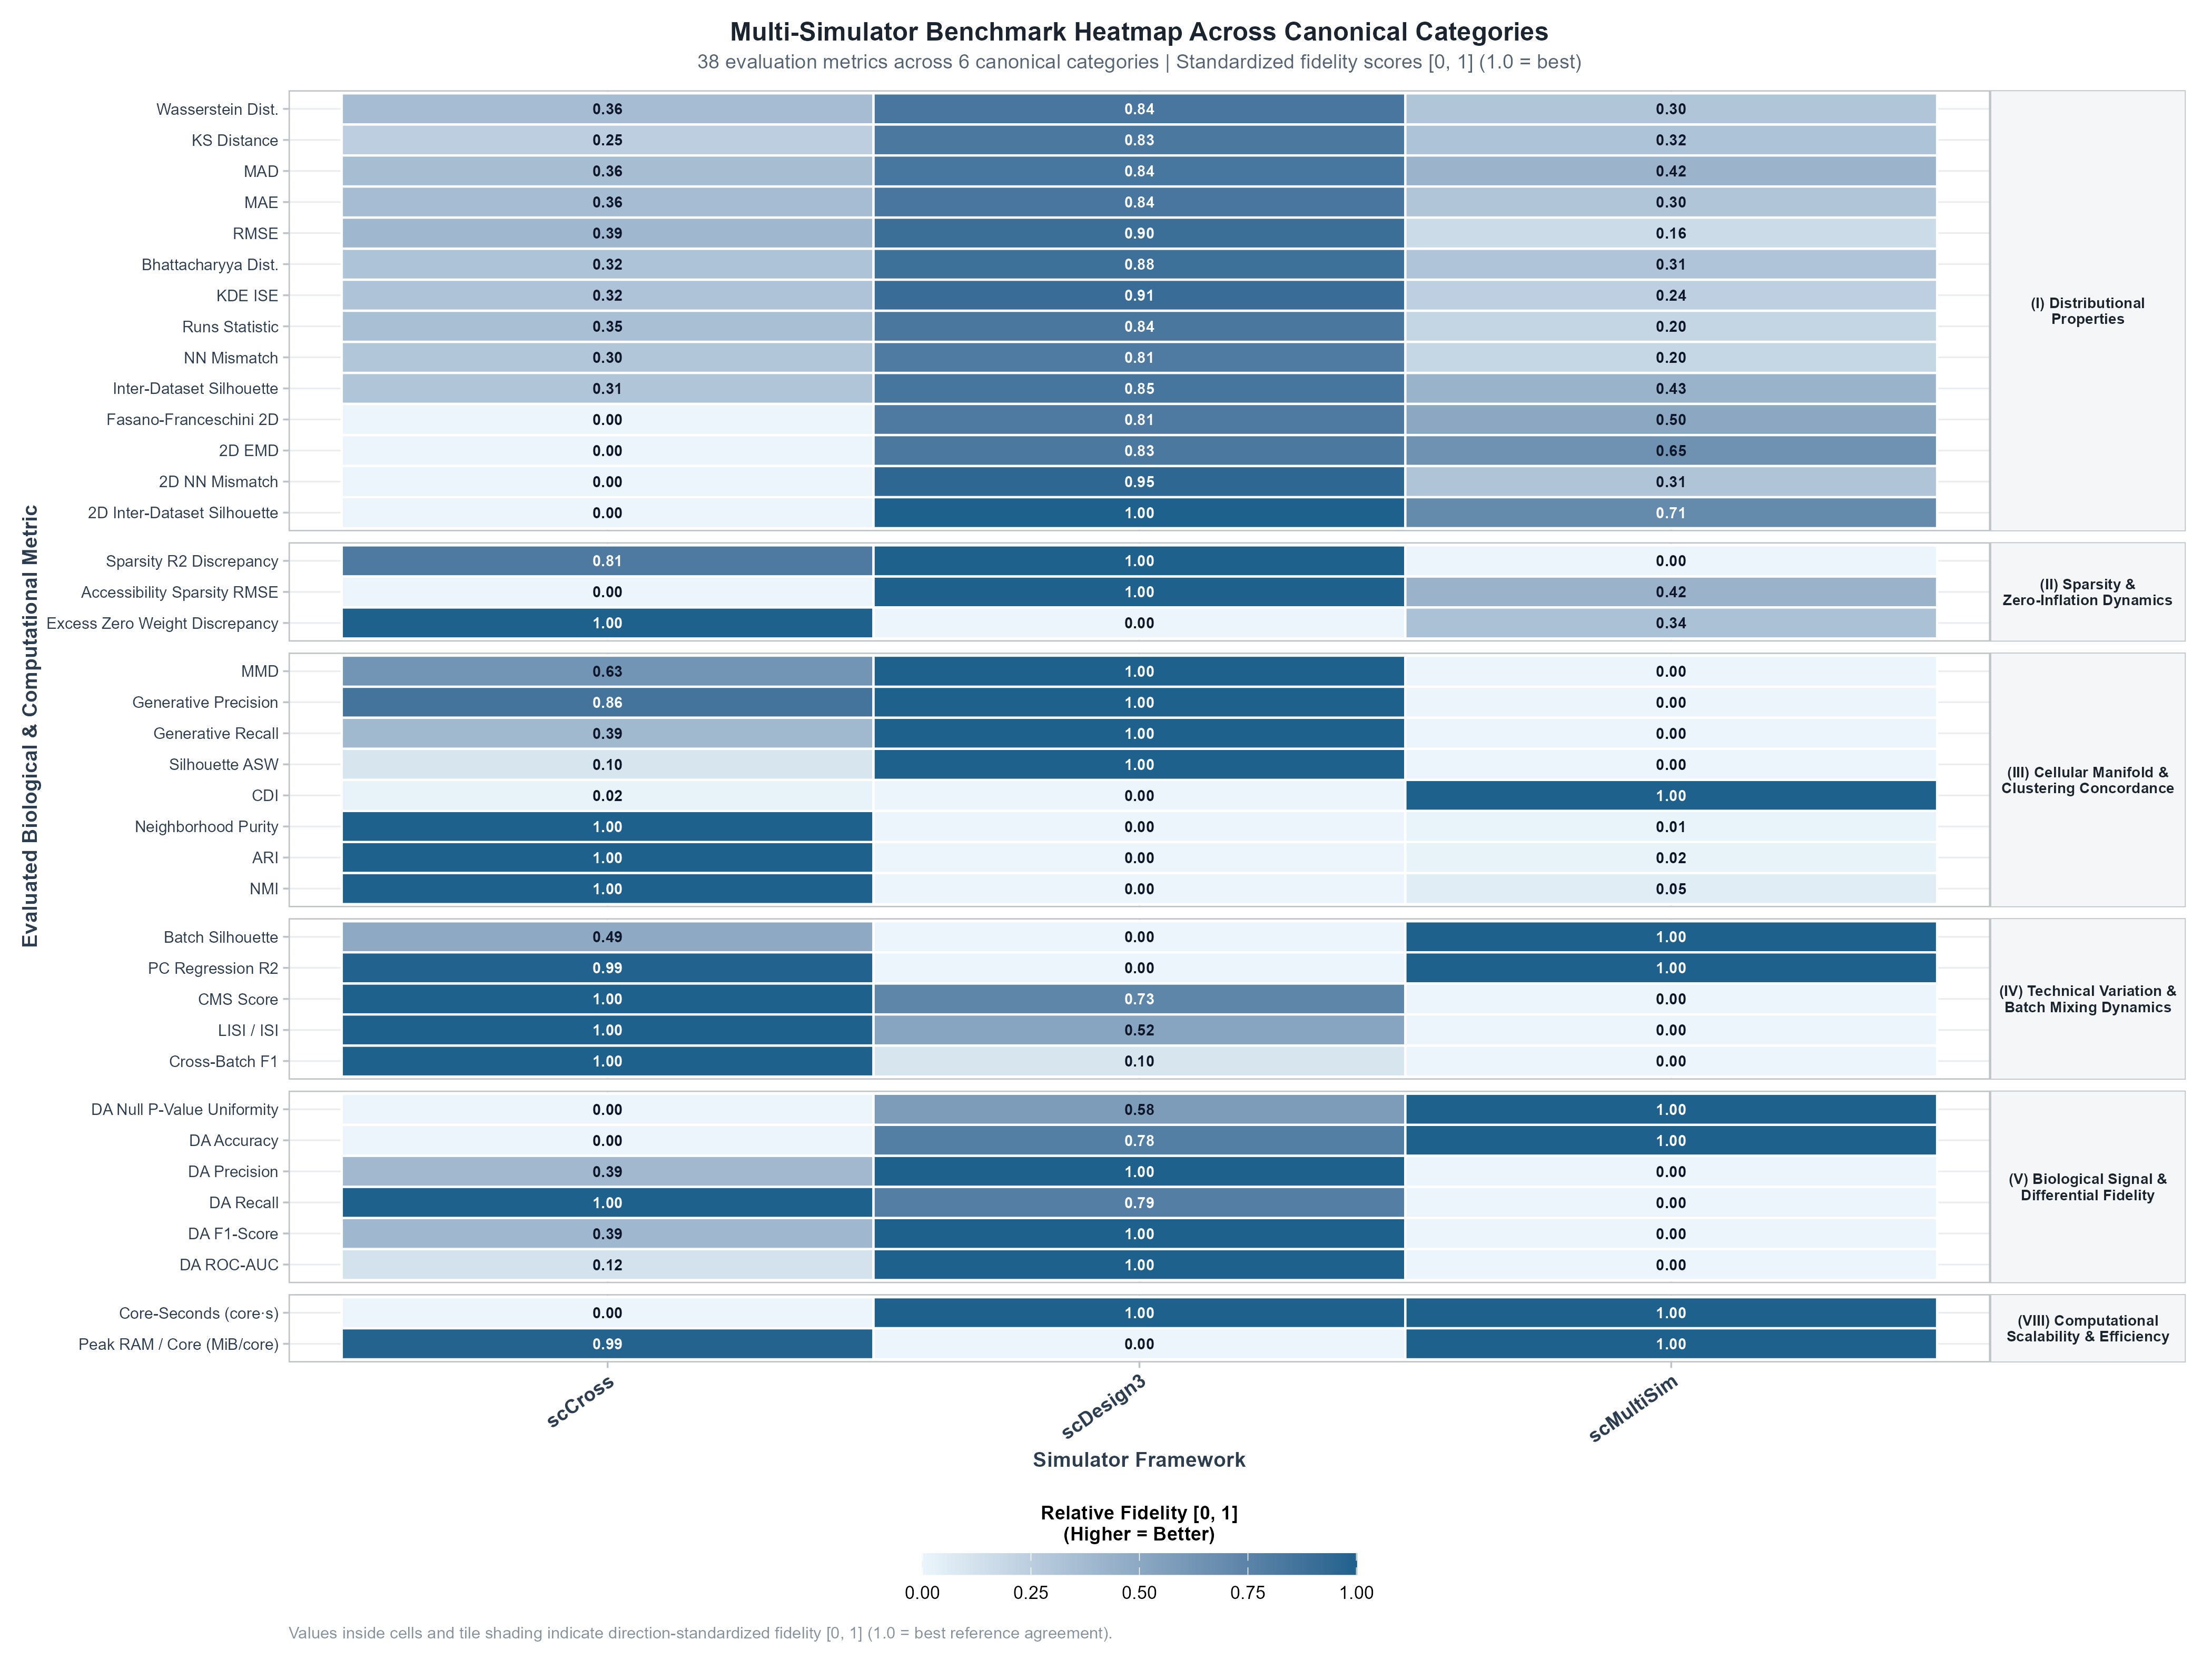 Multi-Simulator Benchmark Heatmap Across Canonical Categories
38 evaluation metrics across 6 canonical categories | Standardized fidelity scores [0, 1] (1.0 = best)
Evaluated Biological & Computational Metric
Wasserstein Dist. 0.36 0.84 0.30
KS Distance 0.25 0.83 0.32
MAD 0.36 0.84 0.42
MAE 0.36 0.84 0.30
RMSE 0.39 0.90 0.16
Bhattacharyya Dist. 0.32 0.88 0.31
KDE ISE 0.32 0.91 0.24
Runs Statistic 0.35 0.84 0.20
NN Mismatch 0.30 0.81 0.20
Inter-Dataset Silhouette 0.31 0.85 0.43
Fasano-Franceschini 2D 0.00 0.81 0.50
2D EMD 0.00 0.83 0.65
2D NN Mismatch 0.00 0.95 0.31
2D Inter-Dataset Silhouette 0.00 1.00 0.71
(I) Distributional
Properties
Sparsity R2 Discrepancy 0.81 1.00 0.00
Accessibility Sparsity RMSE 0.00 1.00 0.42
Excess Zero Weight Discrepancy 1.00 0.00 0.34
(II) Sparsity &
Zero-Inflation Dynamics
MMD 0.63 1.00 0.00
Generative Precision 0.86 1.00 0.00
Generative Recall 0.39 1.00 0.00
Silhouette ASW 0.10 1.00 0.00
CDI 0.02 0.00 1.00
Neighborhood Purity 1.00 0.00 0.01
ARI 1.00 0.00 0.02
NMI 1.00 0.00 0.05
(III) Cellular Manifold &
Clustering Concordance
Batch Silhouette 0.49 0.00 1.00
PC Regression R2 0.99 0.00 1.00
CMS Score 1.00 0.73 0.00
LISI / ISI 1.00 0.52 0.00
Cross-Batch F1 1.00 0.10 0.00
(IV) Technical Variation &
Batch Mixing Dynamics
DA Null P-Value Uniformity 0.00 0.58 1.00
DA Accuracy 0.00 0.78 1.00
DA Precision 0.39 1.00 0.00
DA Recall 1.00 0.79 0.00
DA F1-Score 0.39 1.00 0.00
DA ROC-AUC 0.12 1.00 0.00
(V) Biological Signal &
Differential Fidelity
Core-Seconds (core·s) 0.00 1.00 1.00
Peak RAM / Core (MiB/core) 0.99 0.00 1.00
(VIII) Computational
Scalability & Efficiency
scCross scDesign3 scMultiSim
Simulator Framework
Relative Fidelity [0, 1]
(Higher = Better)
0.00 0.25 0.50 0.75 1.00
Values inside cells and tile shading indicate direction-standardized fidelity [0, 1] (1.0 = best reference agreement).